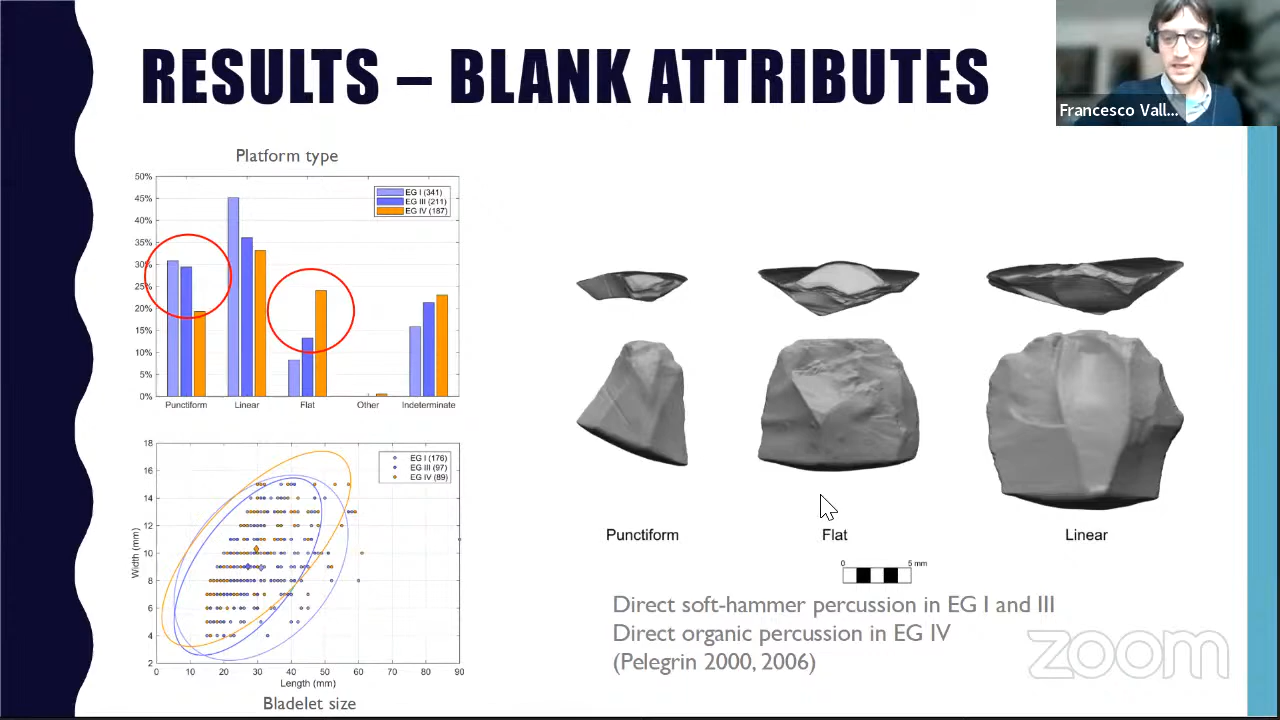 RESULTS – BLANK ATTRIBUTES
Francesco Vall...
Platform type
50%
45%
40%
35%
30%
25%
20%
15%
10%
5%
0%
EG I (341)
EG III (211)
EG IV (187)
Punctiform
Linear
Flat
Other
Indeterminate
18
16
14
12
10
8
6
4
2
Width (mm)
EG I (176)
EG III (97)
EG IV (89)
0 10 20 30 40 50 60 70 80 90
Length (mm)
Bladelet size
Punctiform
Flat
Linear
0 5 mm
Direct soft-hammer percussion in EG I and III
Direct organic percussion in EG IV
(Pelegrin 2000, 2006)
zoom